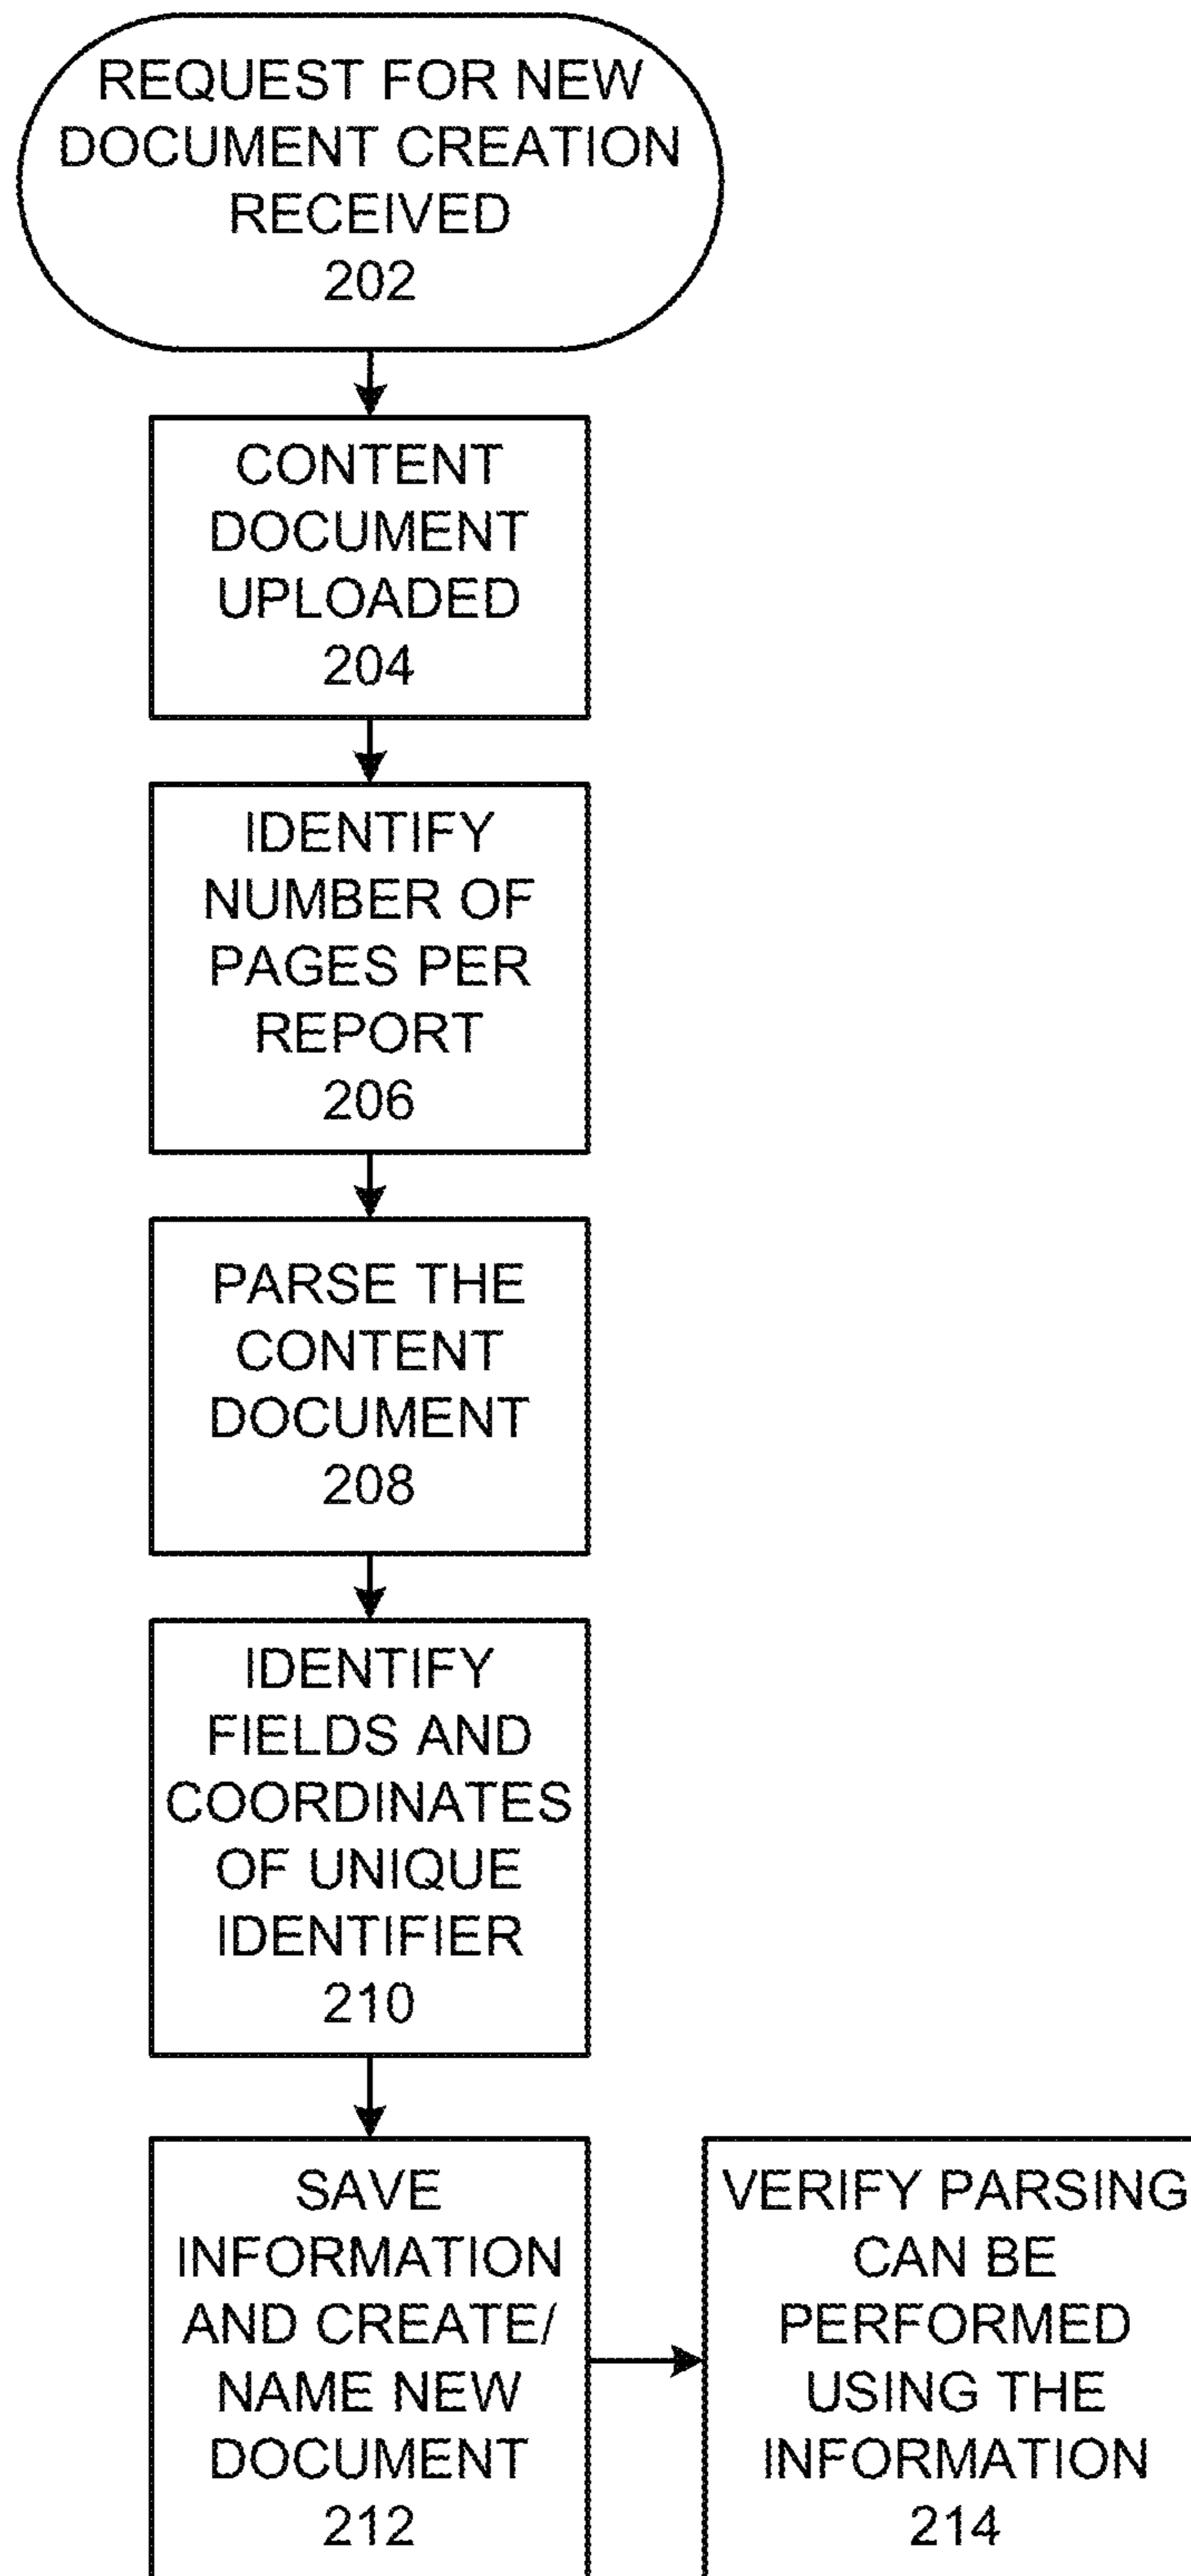 REQUEST FOR NEW
DOCUMENT CREATION
RECEIVED
202
CONTENT
DOCUMENT
UPLOADED
204
IDENTIFY
NUMBER OF
PAGES PER
REPORT
206
PARSE THE
CONTENT
DOCUMENT
208
IDENTIFY
FIELDS AND
COORDINATES
OF UNIQUE
IDENTIFIER
210
SAVE
INFORMATION
AND CREATE/
NAME NEW
DOCUMENT
212
VERIFY PARSING
CAN BE
PERFORMED
USING THE
INFORMATION
214